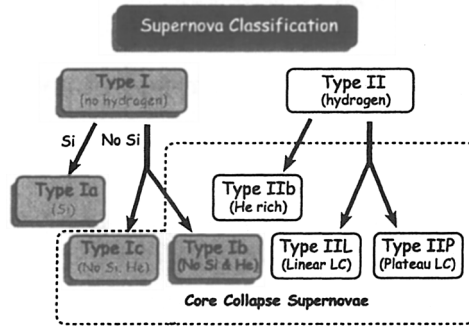 Supernova Classification
Type I
(no hydrogen)
Type II
(hydrogen)
Si
No Si
Type Ia
(Si)
Type IIb
(He rich)
Type Ic
(No Si, He)
Type Ib
(No Si & He)
Type IIL
(Linear LC)
Type IIP
(Plateau LC)
Core Collapse Supernovae